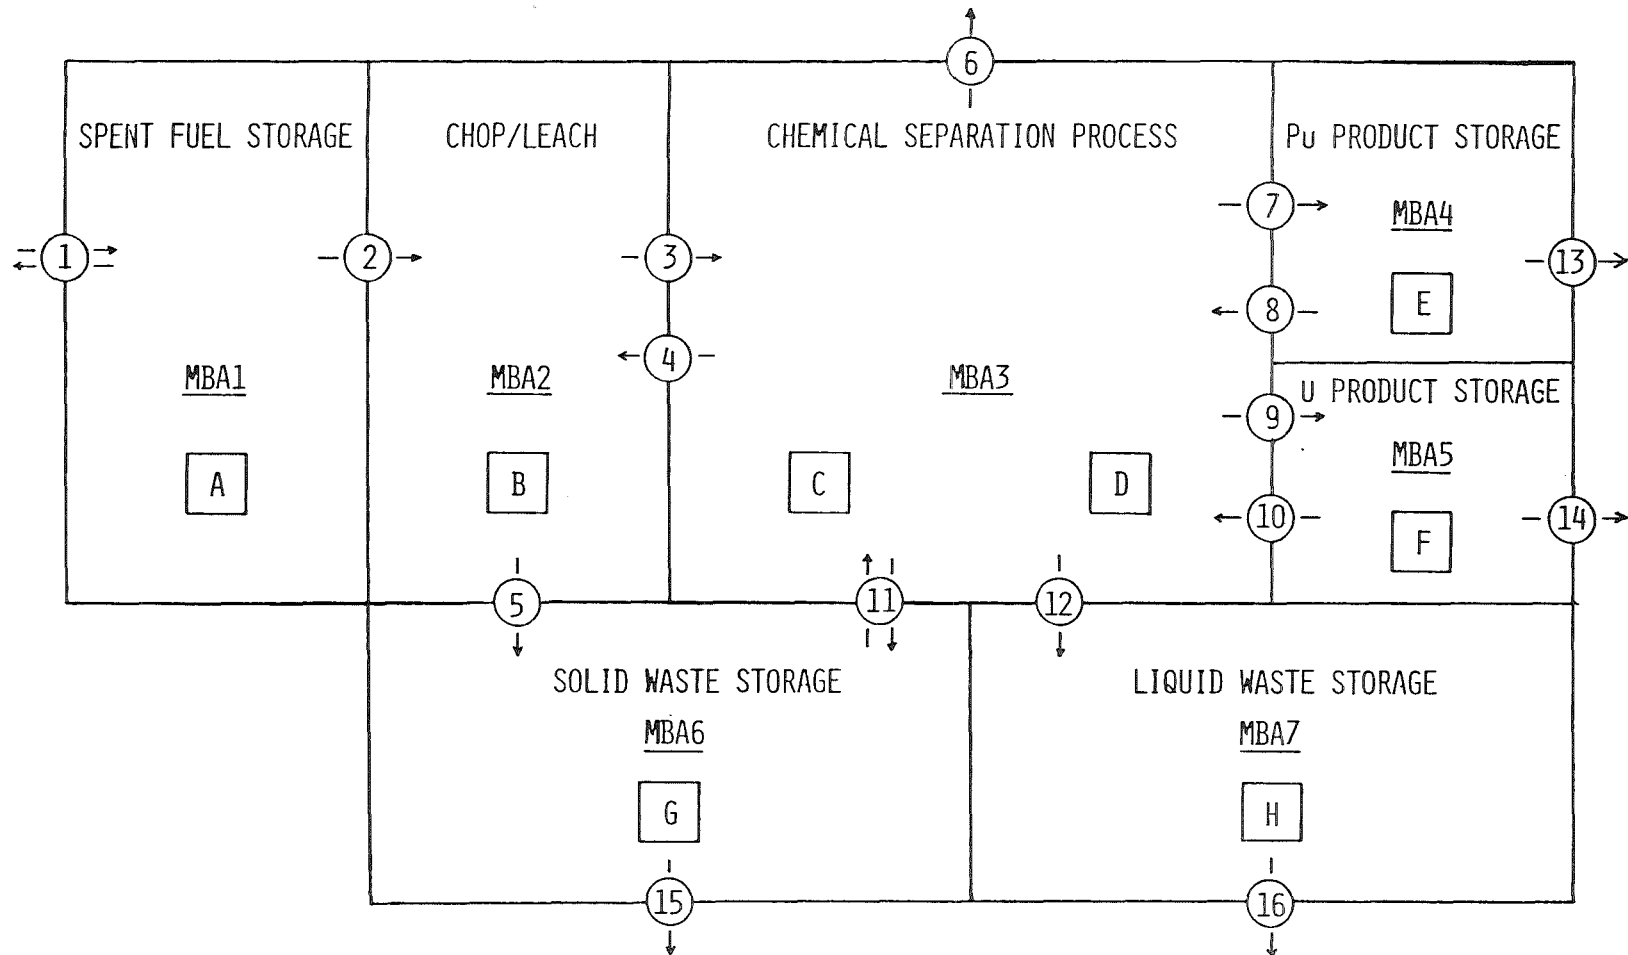 6
SPENT FUEL STORAGE
CHOP/LEACH
CHEMICAL SEPARATION PROCESS
Pu PRODUCT STORAGE
7
MBA4
1
2
3
13
E
8
4
MBA1
MBA2
MBA3
U PRODUCT STORAGE
9
MBA5
A
B
C
D
10
F
14
5
11
12
SOLID WASTE STORAGE
LIQUID WASTE STORAGE
MBA6
MBA7
G
H
15
16